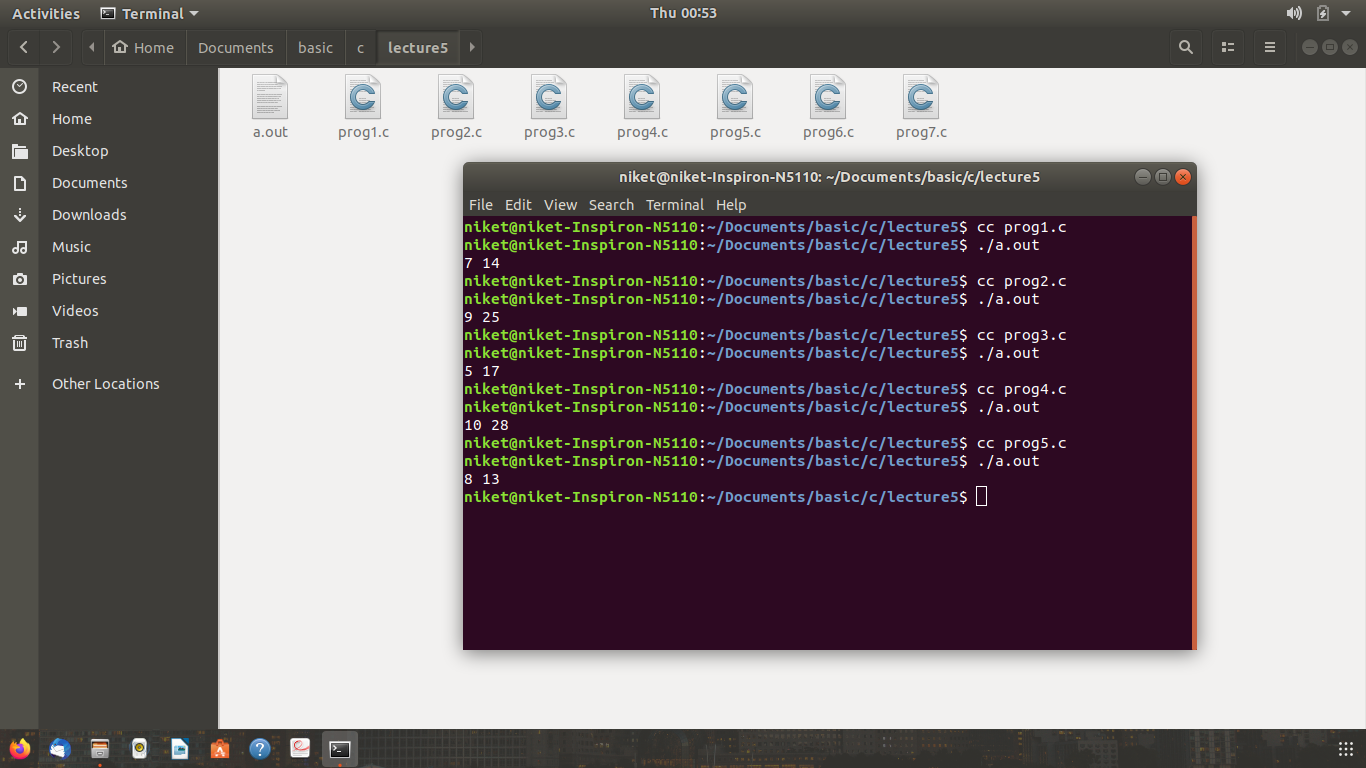 Activities Terminal Thu 00:53
Home Documents basic c lecture5
Recent
Home
Desktop
Documents
Downloads
Music
Pictures
Videos
Trash
Other Locations
a.out prog1.c prog2.c prog3.c prog4.c prog5.c prog6.c prog7.c
niket@niket-Inspiron-N5110: ~/Documents/basic/c/lecture5
File Edit View Search Terminal Help
niket@niket-Inspiron-N5110:~/Documents/basic/c/lecture5$ cc prog1.c
niket@niket-Inspiron-N5110:~/Documents/basic/c/lecture5$ ./a.out
7 14
niket@niket-Inspiron-N5110:~/Documents/basic/c/lecture5$ cc prog2.c
niket@niket-Inspiron-N5110:~/Documents/basic/c/lecture5$ ./a.out
9 25
niket@niket-Inspiron-N5110:~/Documents/basic/c/lecture5$ cc prog3.c
niket@niket-Inspiron-N5110:~/Documents/basic/c/lecture5$ ./a.out
5 17
niket@niket-Inspiron-N5110:~/Documents/basic/c/lecture5$ cc prog4.c
niket@niket-Inspiron-N5110:~/Documents/basic/c/lecture5$ ./a.out
10 28
niket@niket-Inspiron-N5110:~/Documents/basic/c/lecture5$ cc prog5.c
niket@niket-Inspiron-N5110:~/Documents/basic/c/lecture5$ ./a.out
8 13
niket@niket-Inspiron-N5110:~/Documents/basic/c/lecture5$